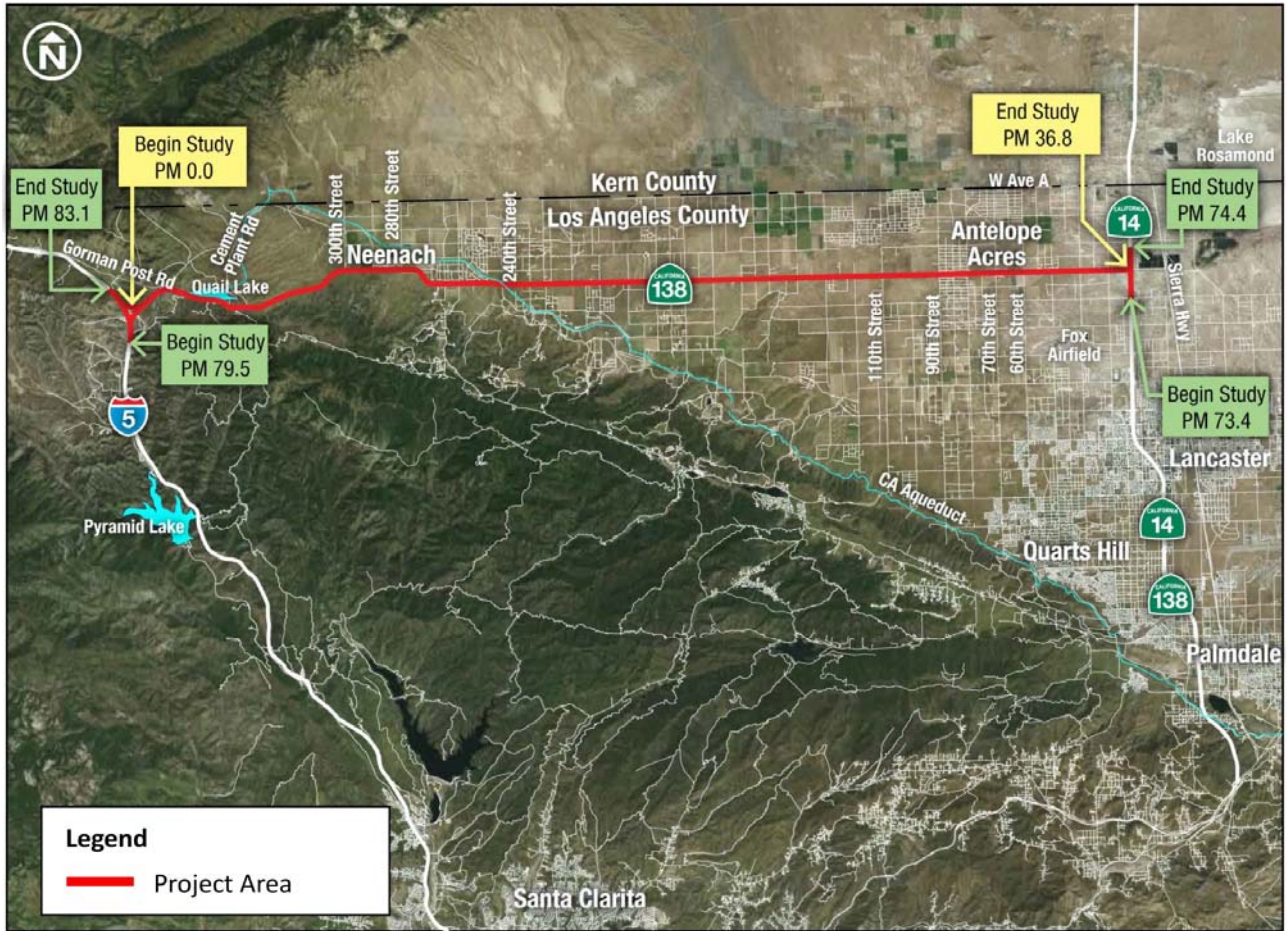 N
End Study
PM 36.8
Begin Study
PM 0.0
Lake
Rosamond
End Study
PM 83.1
Kern County
W Ave A
End Study
PM 74.4
Los Angeles County
CALIFORNIA
14
Cement
Plant Rd
300th Street
280th Street
Neenach
240th Street
Antelope
Acres
Gorman Post Rd
Quail Lake
CALIFORNIA
138
Sierra Hwy
110th Street
90th Street
70th Street
60th Street
Fox
Airfield
Begin Study
PM 79.5
Begin Study
PM 73.4
5
Lancaster
CA Aqueduct
Pyramid Lake
CALIFORNIA
14
Quarts Hill
CALIFORNIA
138
Palmdale
Legend
Project Area
Santa Clarita